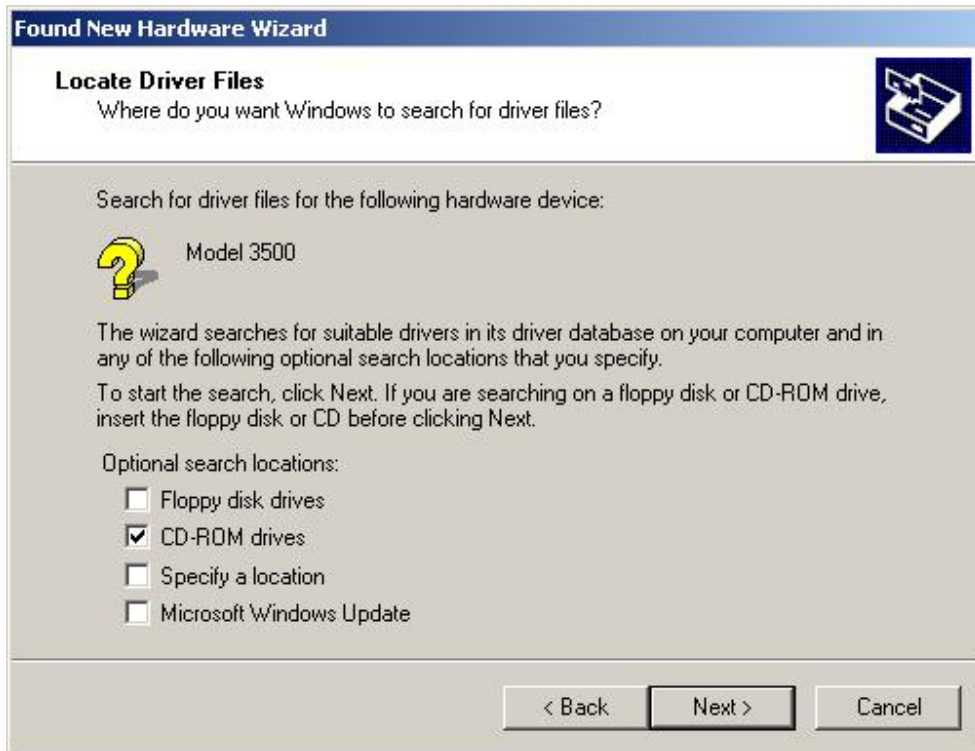 Found New Hardware Wizard
Locate Driver Files
Where do you want Windows to search for driver files?
Search for driver files for the following hardware device:
Model 3500
The wizard searches for suitable drivers in its driver database on your computer and in
any of the following optional search locations that you specify.
To start the search, click Next. If you are searching on a floppy disk or CD-ROM drive,
insert the floppy disk or CD before clicking Next.
Optional search locations:
Floppy disk drives
CD-ROM drives
Specify a location
Microsoft Windows Update
< Back Next > Cancel